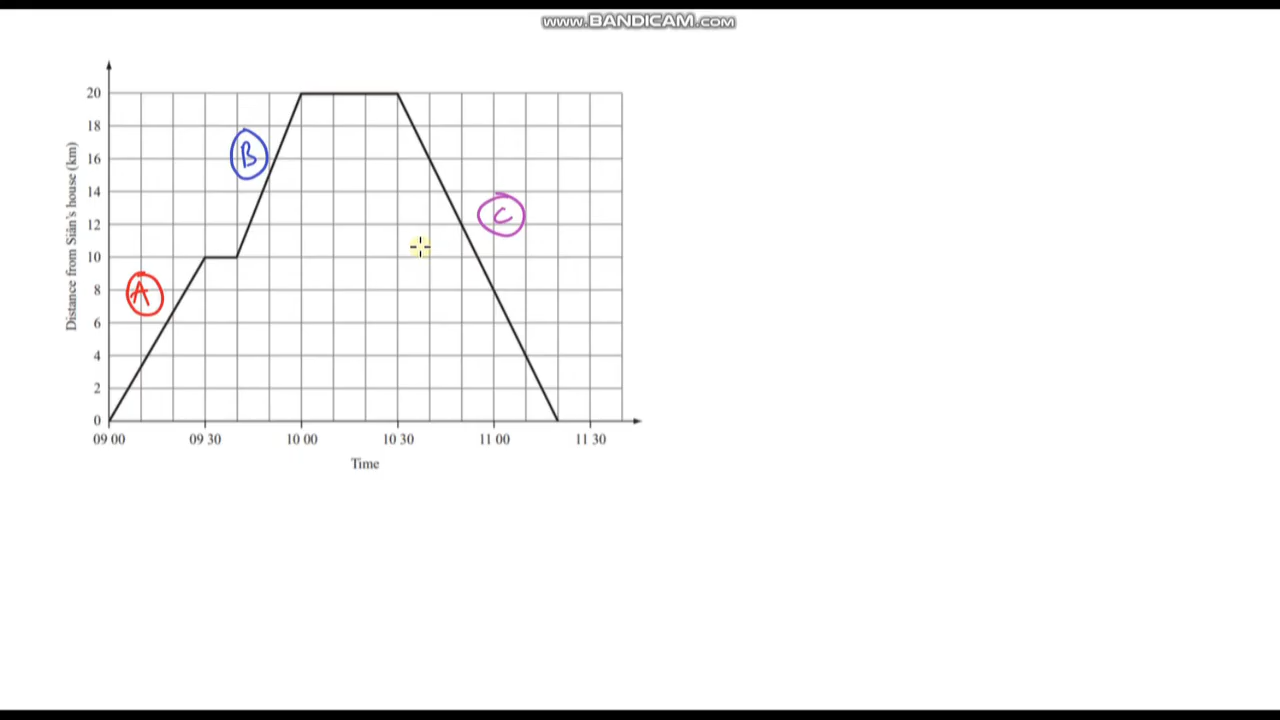 www.BANDICAM.com
20
18
B
16
14
C
12
10
A
8
6
4
2
0
Distance from Siân's house (km)
09 00 09 30 10 00 10 30 11 00 11 30
Time